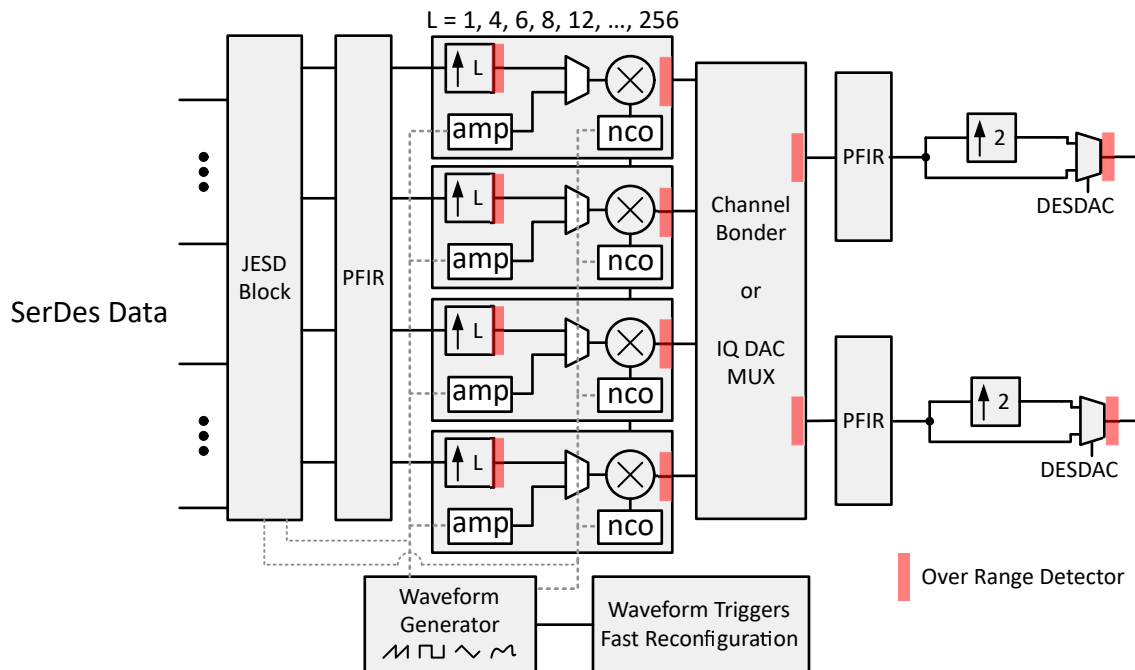 L = 1, 4, 6, 8, 12, ..., 256
SerDes Data
JESD
Block
PFIR
L
amp
nco
L
amp
nco
L
amp
nco
L
amp
nco
Channel
Bonder
or
IQ DAC
MUX
PFIR
2
DESDAC
PFIR
2
DESDAC
Over Range Detector
Waveform
Generator
Waveform Triggers
Fast Reconfiguration